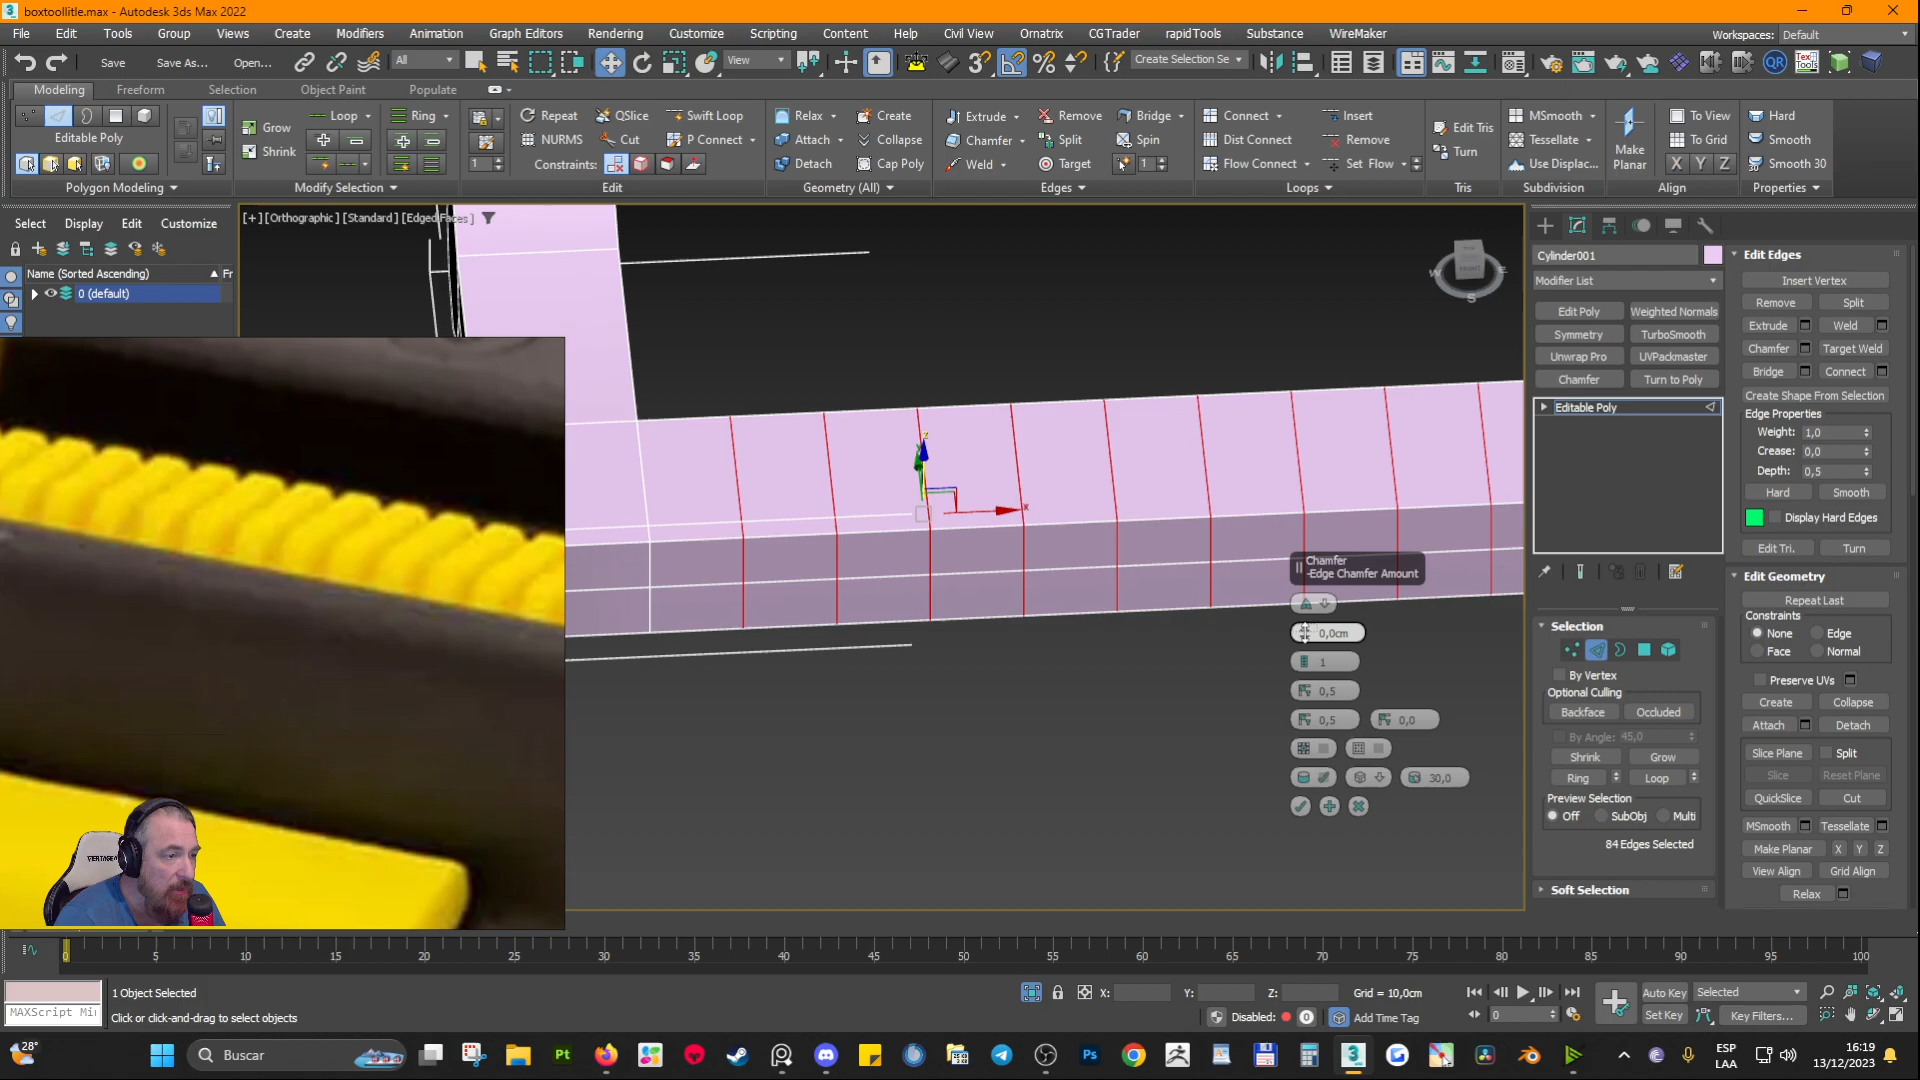 boxtoollitle.max - Autodesk 3ds Max 2022
File Edit Tools Group Views Create Modifiers Animation Graph Editors Rendering Customize Scripting Content Help Civil View Ornatrix CGTrader rapidTools Substance WireMaker
Workspaces: Default
Save Save As... Open... All View Create Selection Se
Modeling Freeform Selection Object Paint Populate
Loop Ring Repeat QSlice Swift Loop Relax Create Extrude Remove Bridge Connect Insert MSmooth To View Hard
Grow NURMS Cut P Connect Attach Collapse Chamfer Split Spin Dist Connect Remove Edit Tris Tessellate To Grid Smooth
Editable Poly
Shrink 1 Constraints: Detach Cap Poly Weld Target 1 Flow Connect Set Flow Turn Use Displac... Make Planar X Y Z Smooth 30
Polygon Modeling Modify Selection Edit Geometry (All) Edges Loops Tris Subdivision Align Properties
Select Display Edit Customize
Name (Sorted Ascending) Fr
0 (default)
[+] [Orthographic] [Standard] [Edged Faces]
W S
x z
Chamfer
-Edge Chamfer Amount
0,0cm
1
0,5
0,5 0,0
30,0
Cylinder001
Modifier List
Edit Poly Weighted Normals
Symmetry TurboSmooth
Unwrap Pro UVPackmaster
Chamfer Turn to Poly
Editable Poly
Selection
By Vertex
Optional Culling
Backface Occluded
By Angle: 45,0
Shrink Grow
Ring Loop
Preview Selection
Off SubObj Multi
84 Edges Selected
Soft Selection
Edit Edges
Insert Vertex
Remove Split
Extrude Weld
Chamfer Target Weld
Bridge Connect
Create Shape From Selection
Edge Properties
Weight: 1,0
Crease: 0,0
Depth: 0,5
Hard Smooth
Display Hard Edges
Edit Tri. Turn
Edit Geometry
Repeat Last
Constraints
None Edge
Face Normal
Preserve UVs
Create Collapse
Attach Detach
Slice Plane Split
Slice Reset Plane
QuickSlice Cut
MSmooth Tessellate
Make Planar X Y Z
View Align Grid Align
Relax
VERTAGEAR
0 5 10 15 20 25 30 35 40 45 50 55 60 65 70 75 80 85 90 95 100
1 Object Selected
X: Y: Z: Grid = 10,0cm
Auto Key Selected
MAXScript Mi
Click or click-and-drag to select objects
Disabled: 0 Add Time Tag
0
Set Key Key Filters...
28°
Buscar
Pt Ps 3
ESP
LAA
16:19
13/12/2023